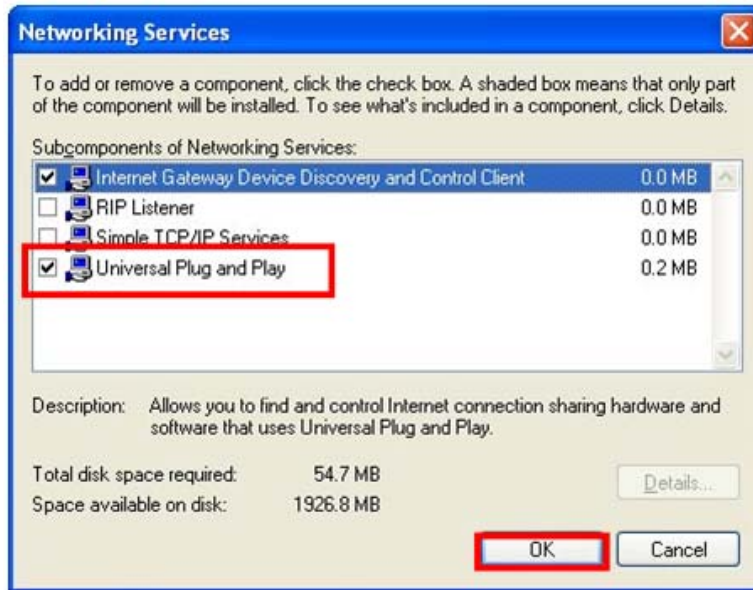 Networking Services
To add or remove a component, click the check box. A shaded box means that only part
of the component will be installed. To see what's included in a component, click Details.
Subcomponents of Networking Services:
Internet Gateway Device Discovery and Control Client 0.0 MB
RIP Listener 0.0 MB
Simple TCP/IP Services 0.0 MB
Universal Plug and Play 0.2 MB
Description: Allows you to find and control Internet connection sharing hardware and
software that uses Universal Plug and Play.
Total disk space required: 54.7 MB
Space available on disk: 1926.8 MB
Details...
OK Cancel